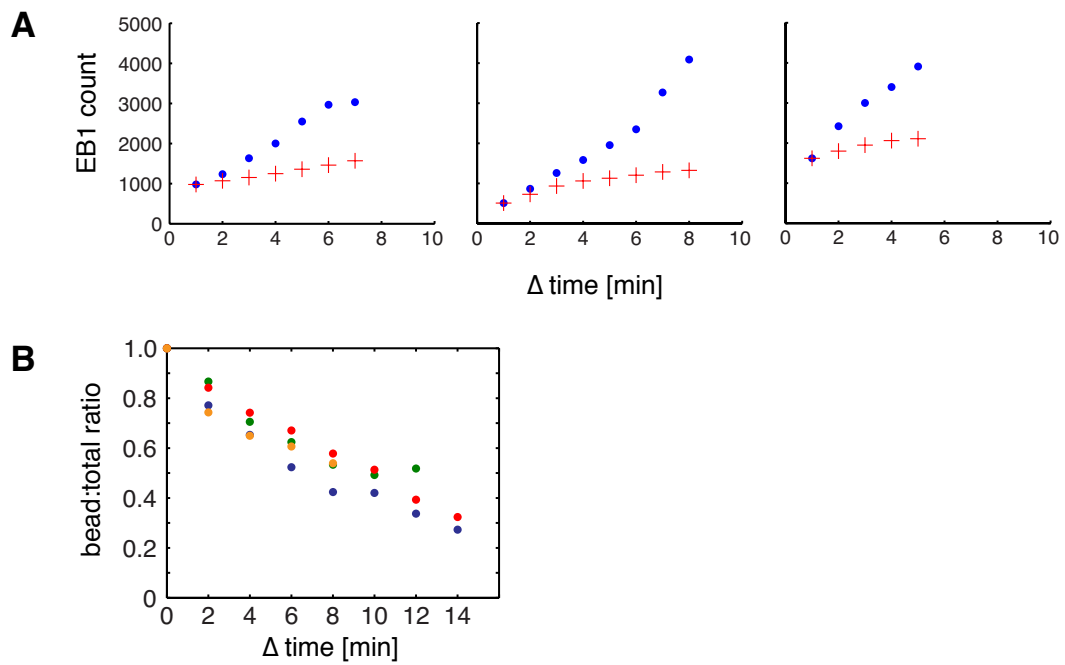 A
EB1 count
5000
4000
3000
2000
1000
0
0 2 4 6 8 10
0 2 4 6 8 10
0 2 4 6 8 10
Δ time [min]
B
bead:total ratio
1.0
0.8
0.6
0.4
0.2
0
0 2 4 6 8 10 12 14
Δ time [min]